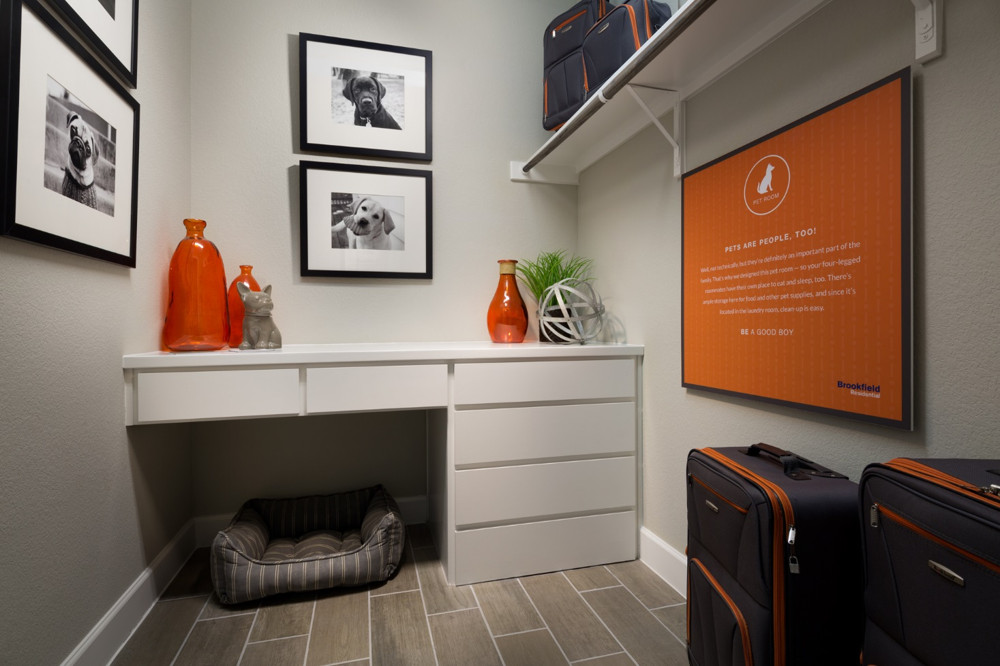 PET ROOM
PETS ARE PEOPLE, TOO!
Well, not technically, but they're definitely an important part of the
family. That's why we designed this pet room — so your four-legged
roommates have their own place to eat and sleep, too. There's
ample storage here for food and other pet supplies, and since it's
located in the laundry room, clean-up is easy.
BE A GOOD BOY
Brookfield
Residential